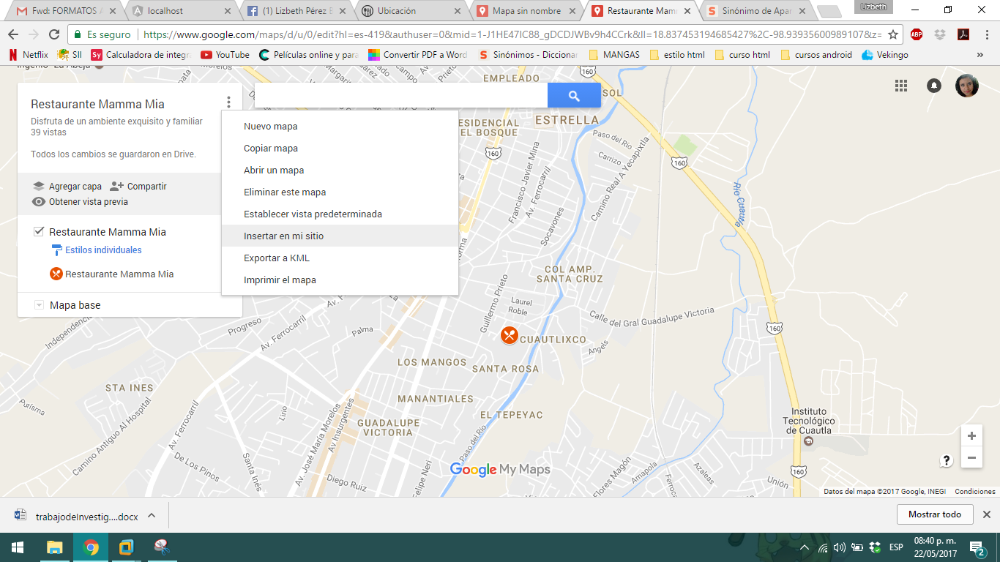 Fwd: FORMATOS A
localhost
(1) Lizbeth Pérez E
Ubicación
Mapa sin nombre
Restaurante Mamm
Sinónimo de Apar
Lizbeth
Es seguro
https://www.google.com/maps/d/u/0/edit?hl=es-419&authuser=0&mid=1-J1HE47IC88_gDCDJWBv9h4CCrk&ll=18.837453194685427%2C-98.93935600989107&z=
Netflix
SII
Calculadora de integra
YouTube
Películas online y para
Convertir PDF a Word
Sinónimos - Diccionar
MANGAS
estilo html
curso html
cursos android
Vekingo
Restaurante Mamma Mia
Disfruta de un ambiente exquisito y familiar
39 vistas
Todos los cambios se guardaron en Drive.
Agregar capa
Compartir
Obtener vista previa
Restaurante Mamma Mia
Estilos individuales
Restaurante Mamma Mia
Mapa base
Nuevo mapa
Copiar mapa
Abrir un mapa
Eliminar este mapa
Establecer vista predeterminada
Insertar en mi sitio
Exportar a KML
Imprimir el mapa
EMPLEADO
160
SOL
ESTRELLA
RESIDENCIAL
EL BOSQUE
160
Paso del Río
Carrizo
160
Francisco Javier Mina
Av. Ferrocarril
Camino Real A Yecapixtla
Río Cuautla
Socavones
COL AMP.
SANTA CRUZ
Guillermo Prieto
Laurel
Roble
Calle del Gral Guadalupe Victoria
160
CUAUTLIXCO
Angels
Independencia
Progreso
Av. Ferrocarril
Av. F
Palma
LOS MANGOS
SANTA ROSA
STA INES
MANANTIALES
Purísima
Lirio
EL TEPEYAC
GUADALUPE
VICTORIA
Instituto
Tecnológico
de Cuautla
Camino Antiguo Al Hospital
Av. Ferrocarril
Av. José María Morelos
Av Insurgentes
Paso del Río
De Los Pinos
Santa Inés
Diego Ruiz
Felipe Neri
Flores Magón
Amapola
Azaleas
Unión
160
Google My Maps
+
−
?
Datos del mapa ©2017 Google, INEGI
Condiciones
trabajodeInvestig....docx
Mostrar todo
ESP
08:40 p. m.
22/05/2017
2